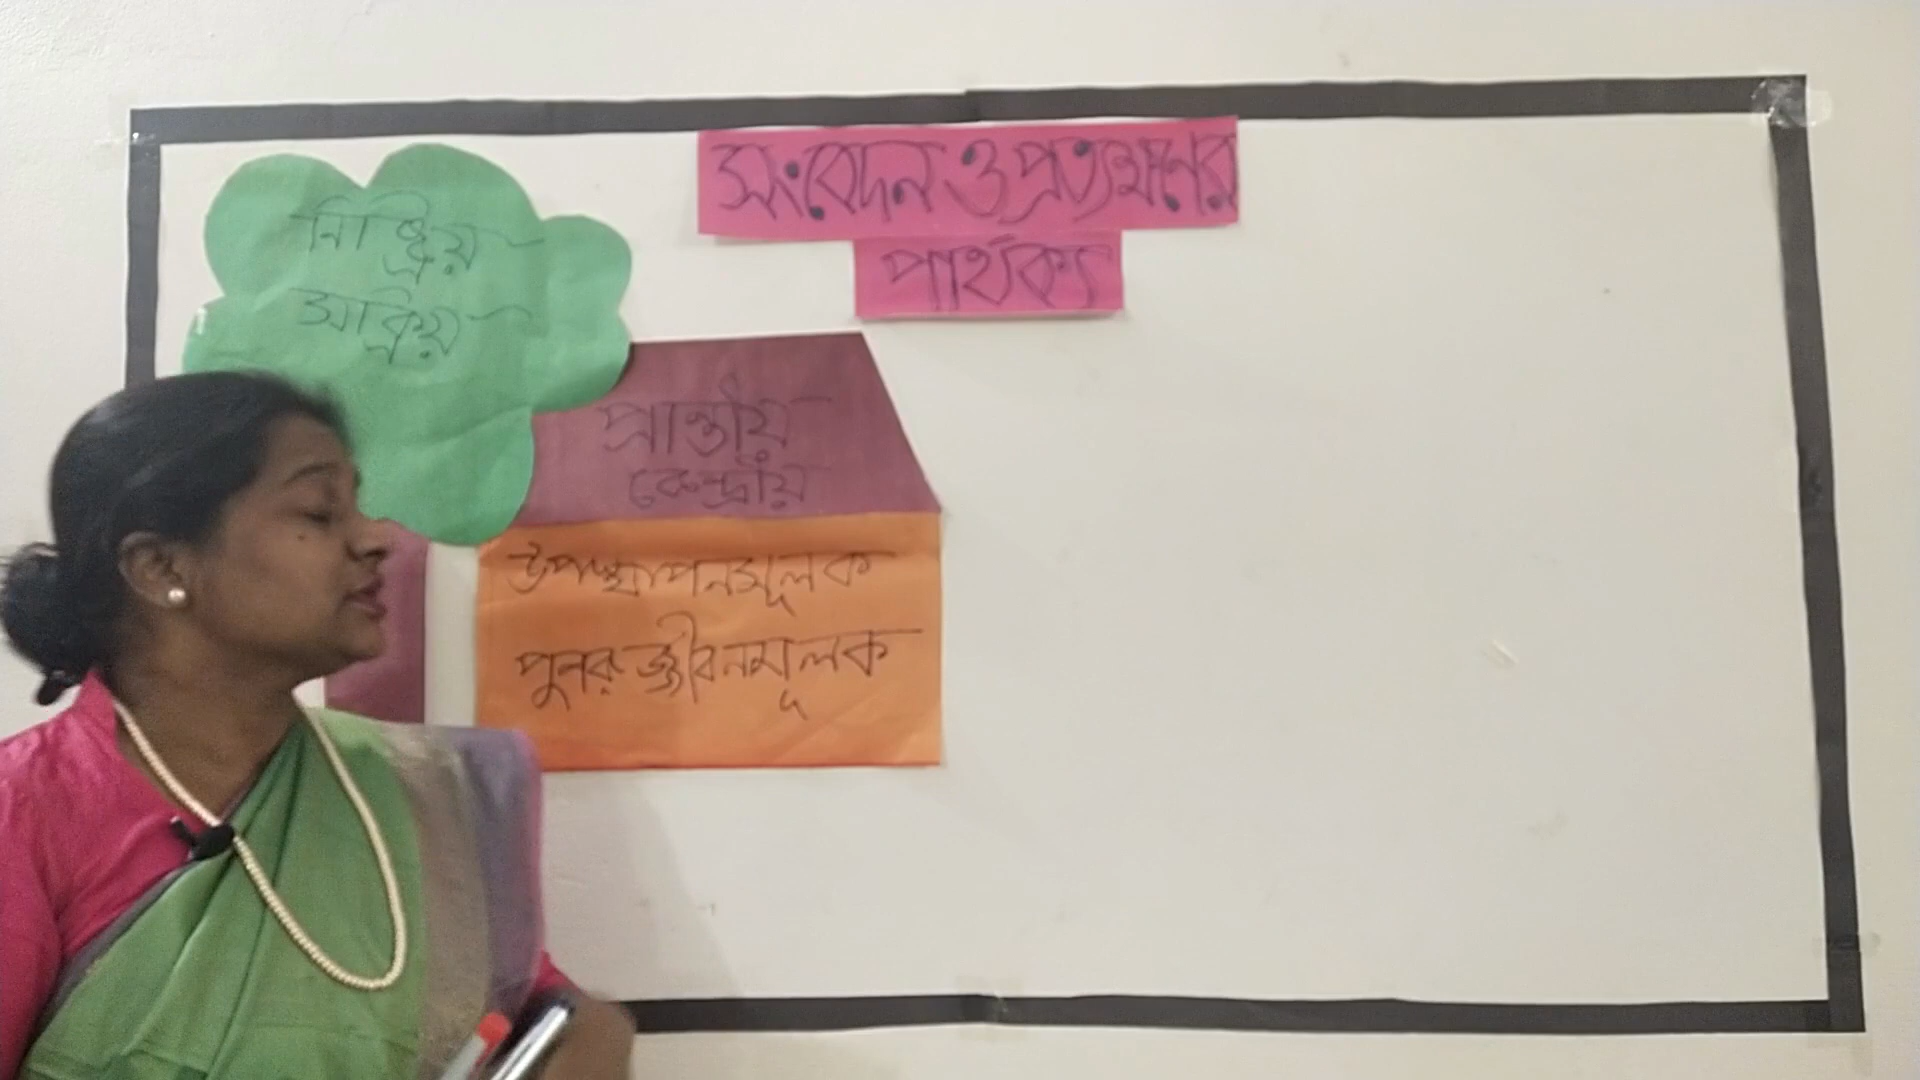 সংবেদন ও প্রত্যক্ষণের
পার্থক্য
নিষ্ক্রিয়
সক্রিয়
প্রান্তীয়
কেন্দ্রীয়
উপস্থাপনমূলক
পুনরুজ্জীবনমূলক